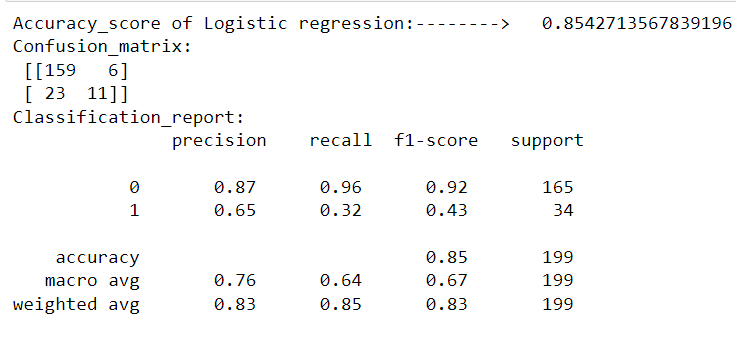 Accuracy_score of Logistic regression:--------> 0.8542713567839196
Confusion_matrix:
[[159 6]
[ 23 11]]
Classification_report:
precision recall f1-score support
0 0.87 0.96 0.92 165
1 0.65 0.32 0.43 34
accuracy 0.85 199
macro avg 0.76 0.64 0.67 199
weighted avg 0.83 0.85 0.83 199